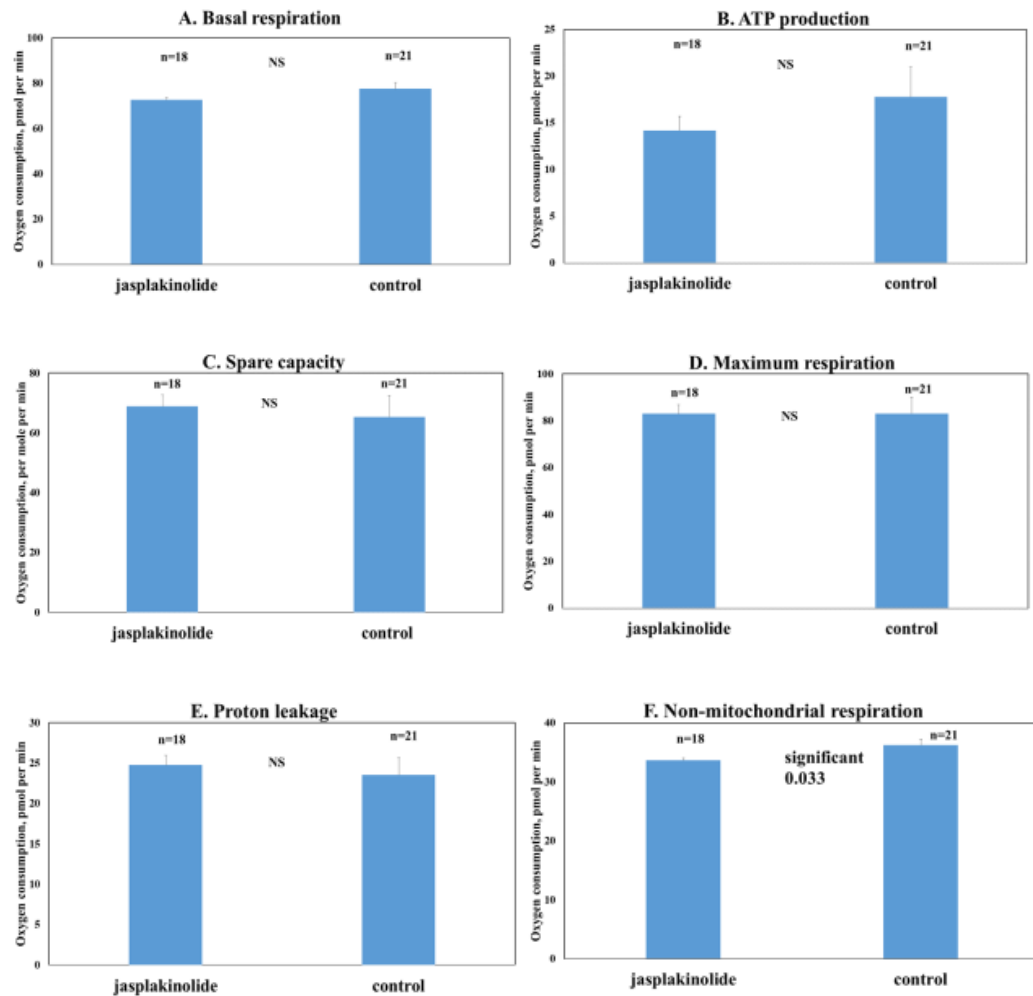 A. Basal respiration
Oxygen consumption, pmol per min
100
80
60
40
20
0
n=18
NS
n=21
jasplakinolide
control
B. ATP production
Oxygen consumption, pmole per min
25
20
15
10
5
0
n=18
NS
n=21
jasplakinolide
control
C. Spare capacity
Oxygen consumption, per mole per min
80
60
40
20
0
n=18
NS
n=21
jasplakinolide
control
D. Maximum respiration
Oxygen consumption, pmol per min
100
80
60
40
20
0
n=18
NS
n=21
jasplakinolide
control
E. Proton leakage
Oxygen consumption, pmol per min
30
25
20
15
10
5
0
n=18
NS
n=21
jasplakinolide
control
F. Non-mitochondrial respiration
Oxygen consumption, pmol per min
40
30
20
10
0
n=18
significant
0.033
n=21
jasplakinolide
control